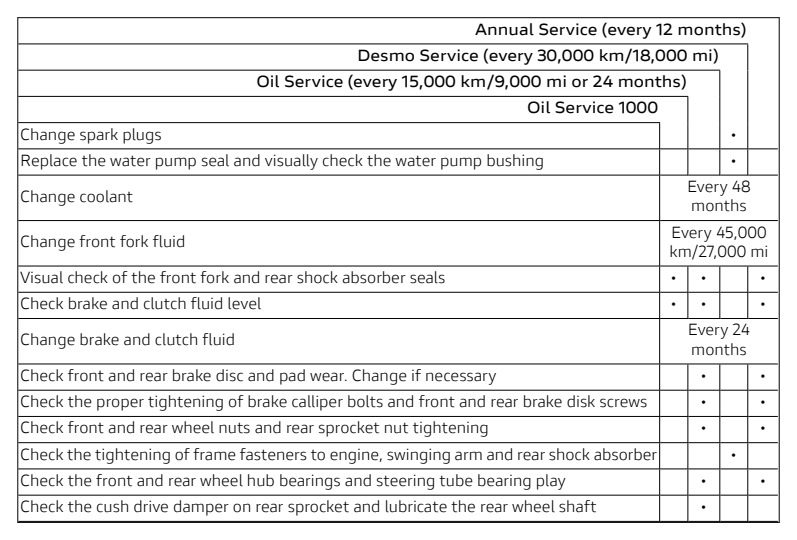 Annual Service (every 12 months)
Desmo Service (every 30,000 km/18,000 mi)
Oil Service (every 15,000 km/9,000 mi or 24 months)
Oil Service 1000
Change spark plugs •
Replace the water pump seal and visually check the water pump bushing •
Change coolant Every 48
months
Change front fork fluid Every 45,000
km/27,000 mi
Visual check of the front fork and rear shock absorber seals • • •
Check brake and clutch fluid level • • •
Change brake and clutch fluid Every 24
months
Check front and rear brake disc and pad wear. Change if necessary • •
Check the proper tightening of brake calliper bolts and front and rear brake disk screws • •
Check front and rear wheel nuts and rear sprocket nut tightening • •
Check the tightening of frame fasteners to engine, swinging arm and rear shock absorber •
Check the front and rear wheel hub bearings and steering tube bearing play • •
Check the cush drive damper on rear sprocket and lubricate the rear wheel shaft •